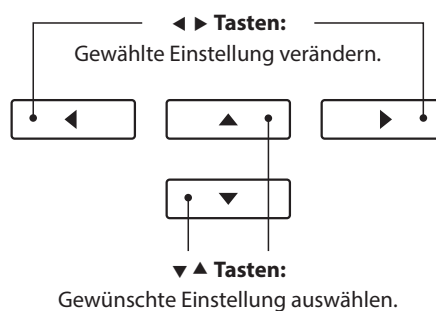 ◀ ▶ Tasten:
Gewählte Einstellung verändern.
▼ ▲ Tasten:
Gewünschte Einstellung auswählen.